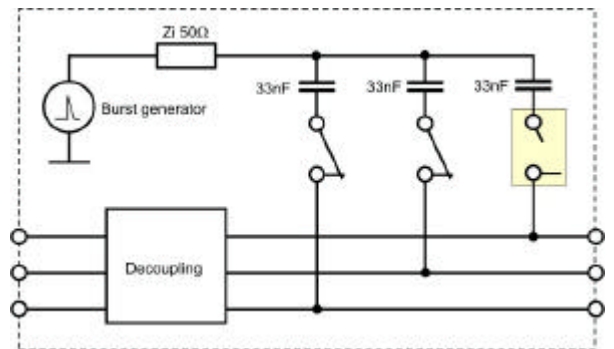 Zi 50Ω
33nF
33nF
33nF
Burst generator
Decoupling